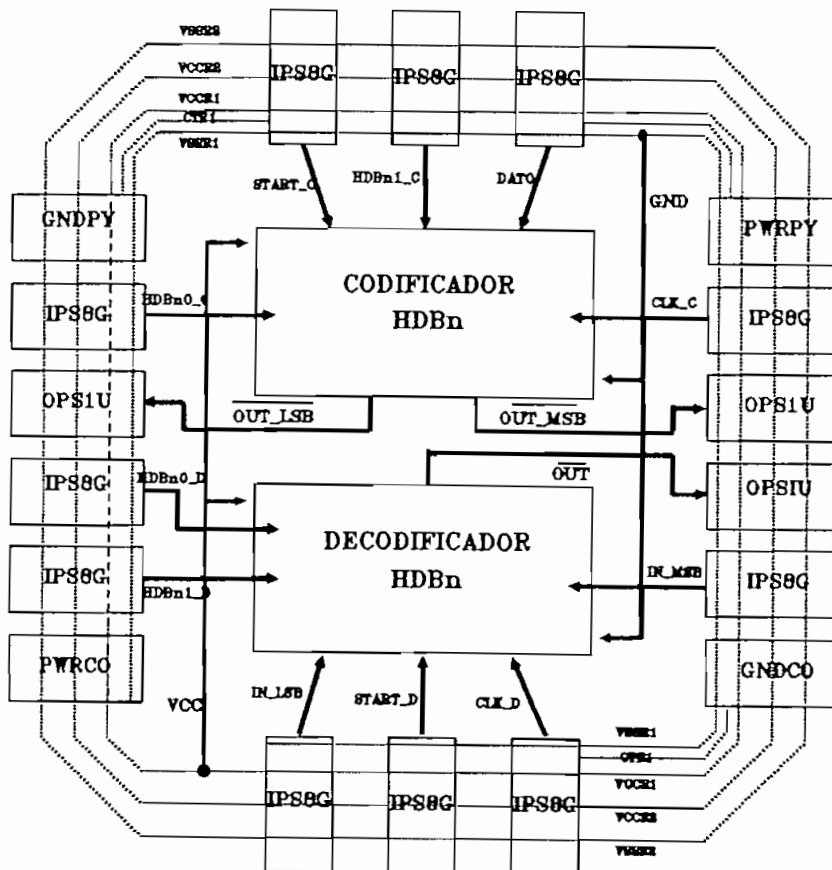 VSSR2
IPS8G IPS8G IPS8G
VCCR2
VCCR1
CTR1
VSSR1
START_C HDBn1_C DATO
GND
GNDPY PWRPY
CODIFICADOR
HDBn
HDBn0_C CLK_C
IPS8G IPS8G
OPS1U OUT_LSB OUT_MSB OPS1U
OUT
IPS8G HDBn0_D OPSIU
DECODIFICADOR
HDBn
IPS8G HDBn1_D IN_MSB IPS8G
PWRCO GNDCO
VCC IN_LSB START_D CLK_D
VSSR1
VCCR1
IPS8G IPS8G IPS8G
VCCR2